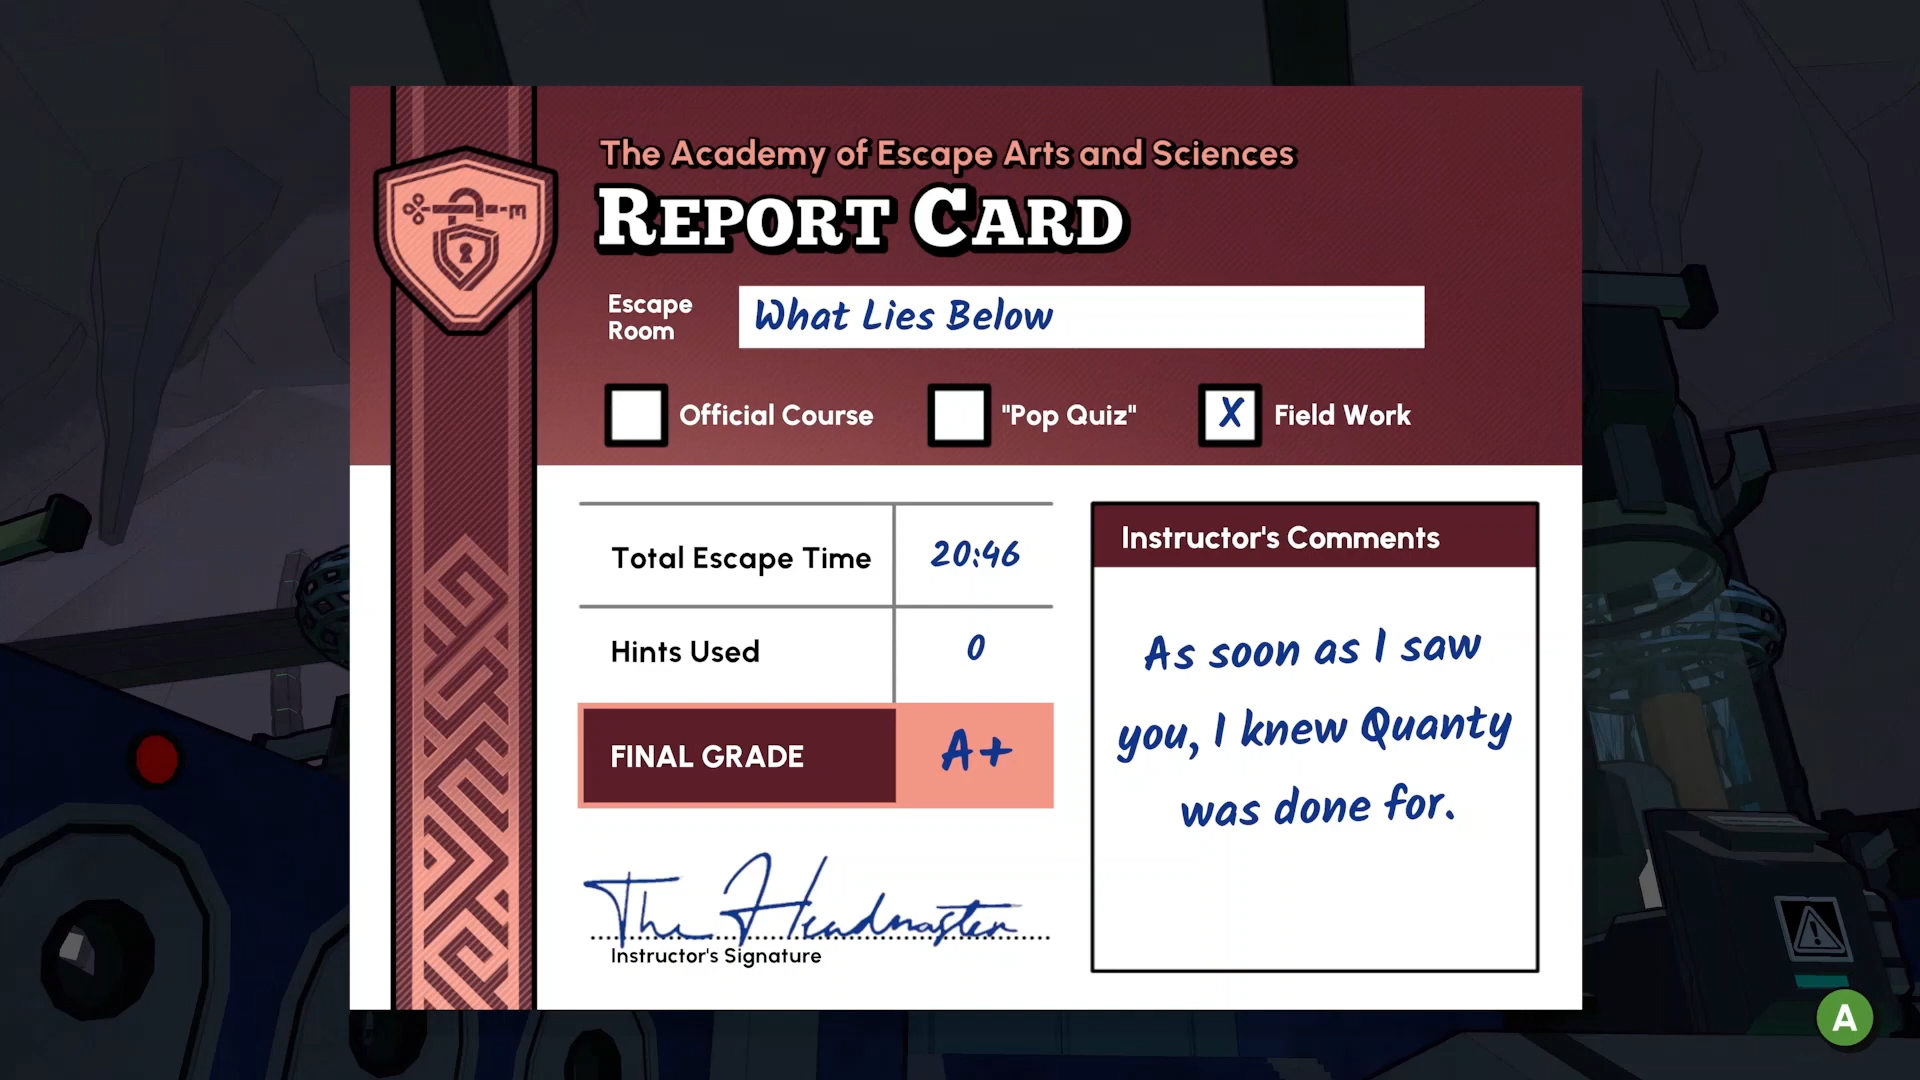 The Academy of Escape Arts and Sciences
REPORT CARD
Escape
Room
What Lies Below
Official Course
"Pop Quiz"
X
Field Work
Total Escape Time
20:46
Hints Used
0
FINAL GRADE
A+
The Headmaster
Instructor's Signature
Instructor's Comments
As soon as I saw
you, I knew Quanty
was done for.
A